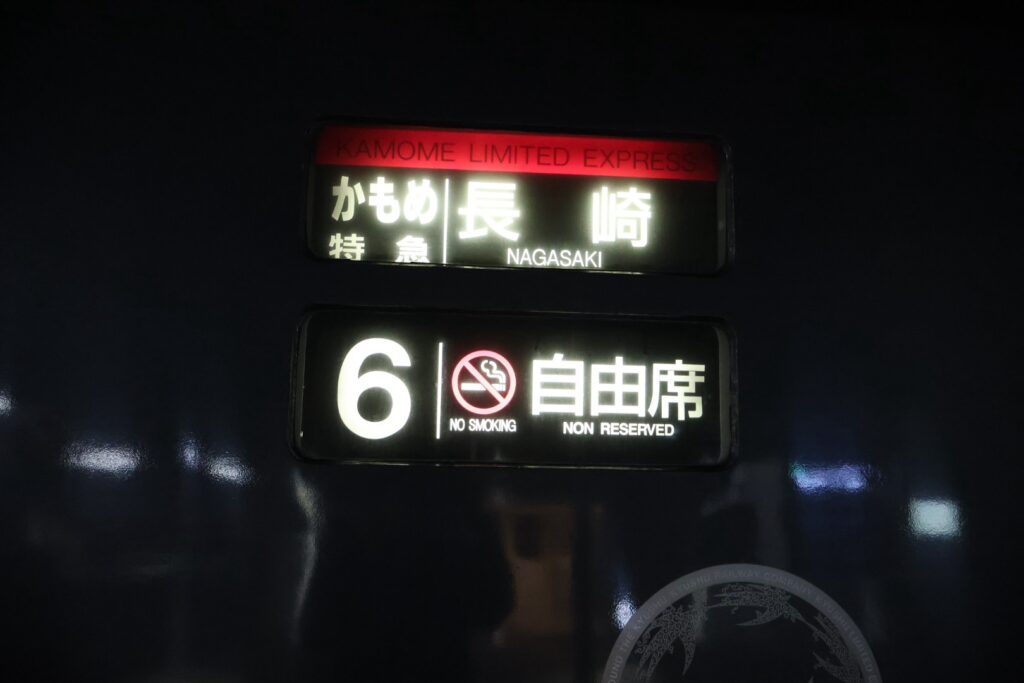 KAMOME LIMITED EXPRESS
かもめ 長崎
特急 NAGASAKI
6 自由席
NO SMOKING NON RESERVED
RAILWAY